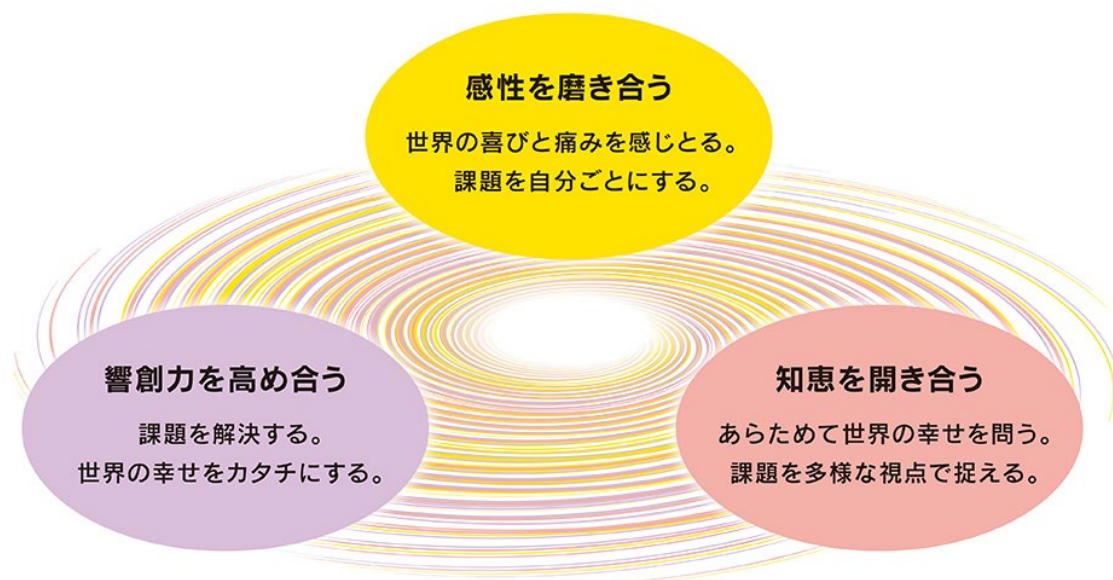 感性を磨き合う
世界の喜びと痛みを感じとる。
課題を自分ごとにする。
響創力を高め合う
課題を解決する。
世界の幸せをカタチにする。
知恵を開き合う
あらためて世界の幸せを問う。
課題を多様な視点で捉える。